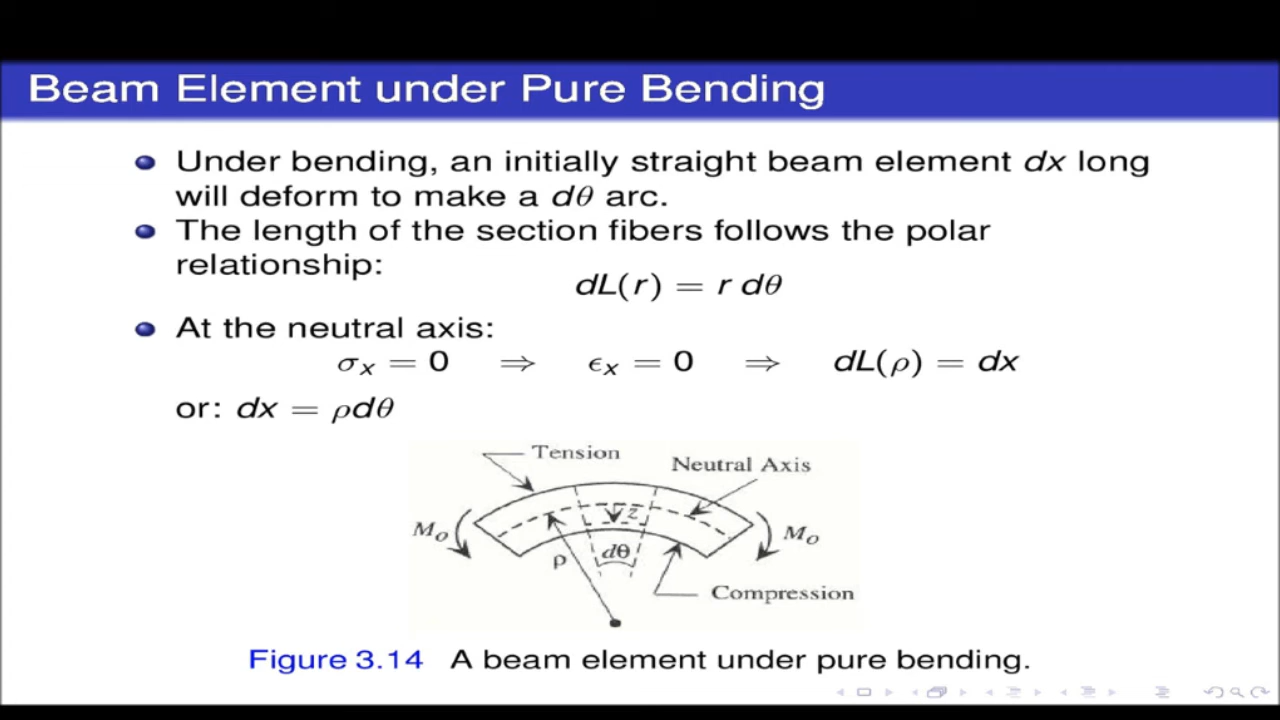 Beam Element under Pure Bending
Under bending, an initially straight beam element dx long
will deform to make a dθ arc.
The length of the section fibers follows the polar
relationship:
dL(r) = r dθ
At the neutral axis:
σx = 0 ⇒ ϵx = 0 ⇒ dL(ρ) = dx
or: dx = ρdθ
Tension
Neutral Axis
z
Mo
Mo
dθ
ρ
Compression
Figure 3.14 A beam element under pure bending.